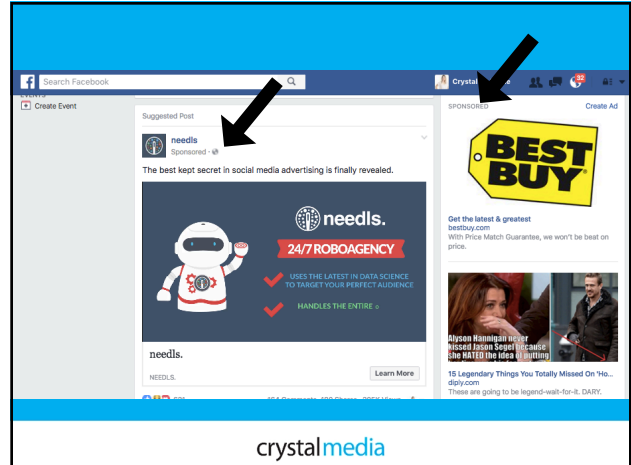 Search Facebook
Crystal
32
EVENTS
Create Event
Suggested Post
needls
Sponsored ·
The best kept secret in social media advertising is finally revealed.
needls.
24/7 ROBOAGENCY
USES THE LATEST IN DATA SCIENCE
TO TARGET YOUR PERFECT AUDIENCE
HANDLES THE ENTIRE
needls.
NEEDLS.
Learn More
SPONSORED
Create Ad
BEST
BUY
Get the latest & greatest
bestbuy.com
With Price Match Guarantee, we won't be beat on
price.
Alyson Hannigan never
kissed Jason Segel because
she HATED the idea of putting
15 Legendary Things You Totally Missed On 'Ho...
diply.com
These are going to be legend-wait-for-it. DARY.
crystalmedia